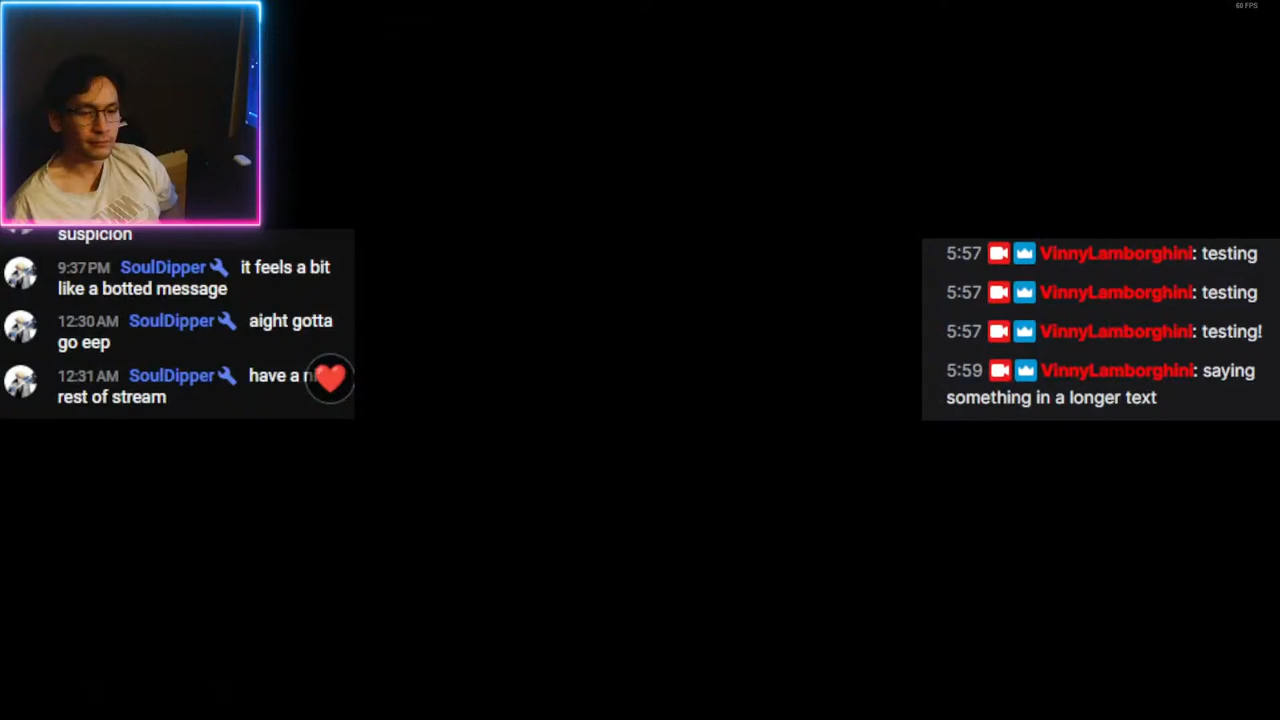 60 FPS
suspicion
9:37 PM SoulDipper it feels a bit
like a botted message
12:30 AM SoulDipper aight gotta
go eep
12:31 AM SoulDipper have a
rest of stream
5:57 VinnyLamborghini: testing
5:57 VinnyLamborghini: testing
5:57 VinnyLamborghini: testing!
5:59 VinnyLamborghini: saying
something in a longer text